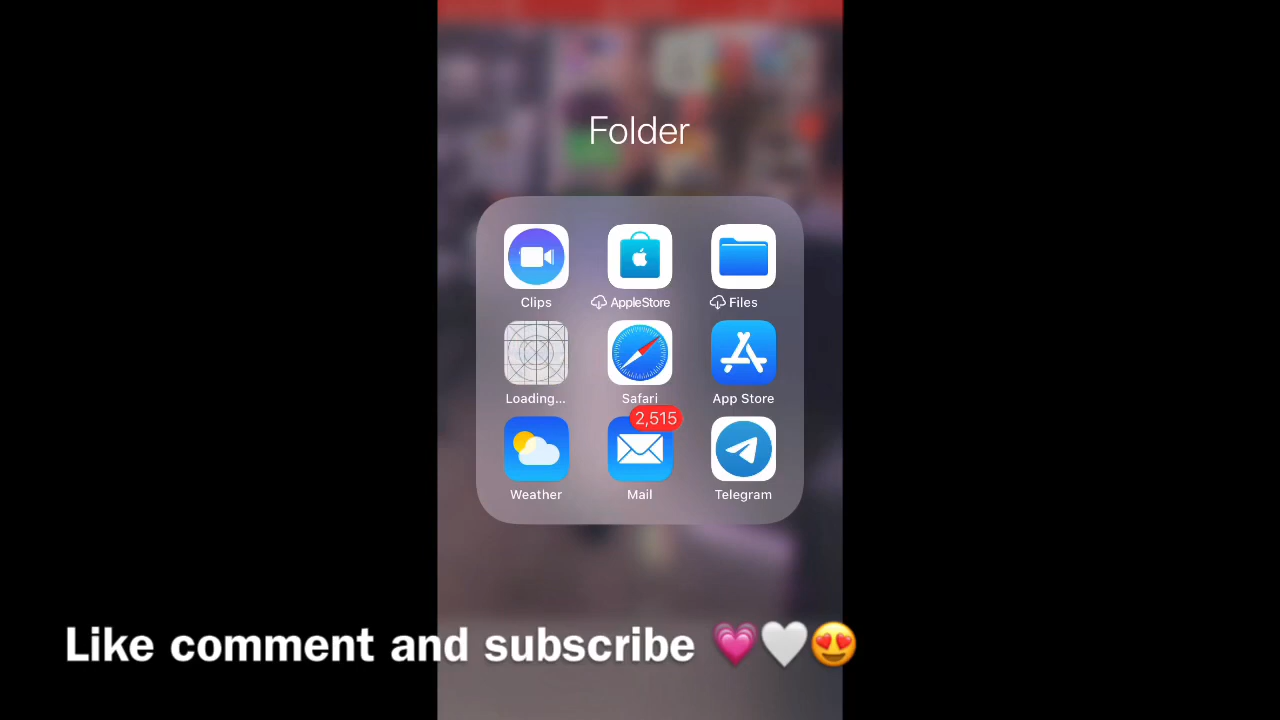 Folder
Clips
AppleStore
Files
Loading...
Safari
App Store
2,515
Weather
Mail
Telegram
Like comment and subscribe 💗🤍😍